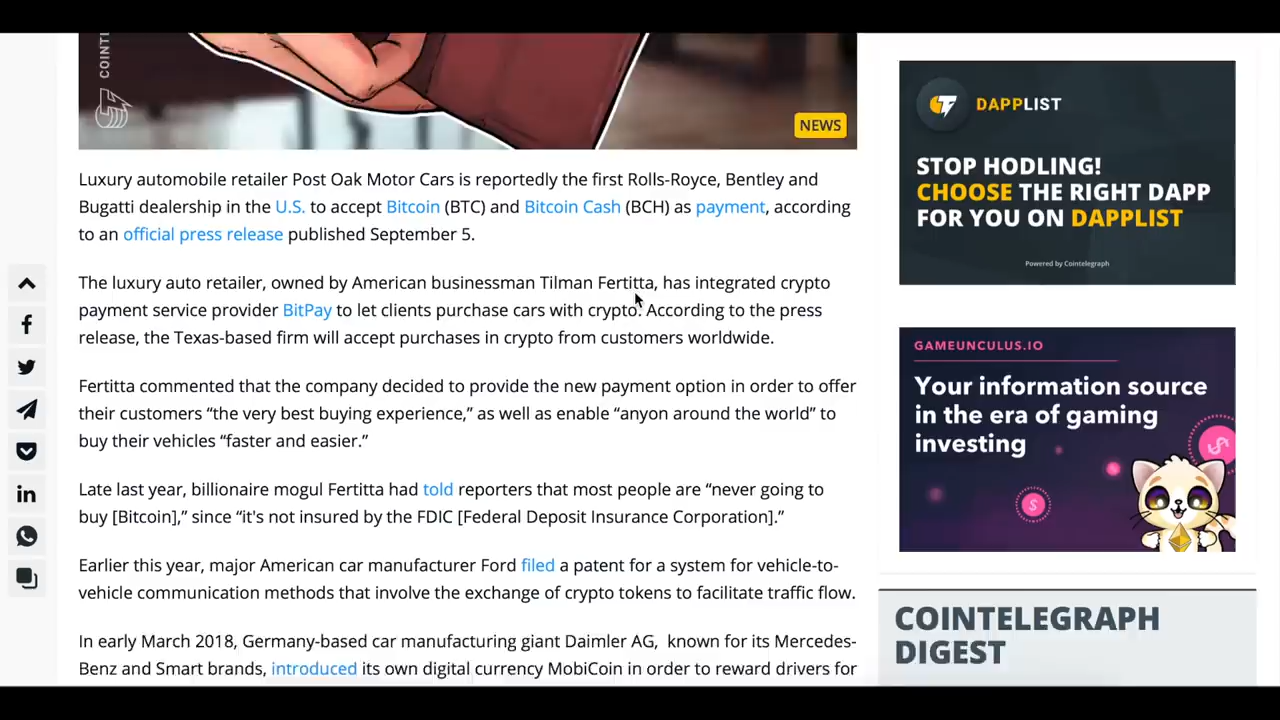 COINTE
NEWS
Luxury automobile retailer Post Oak Motor Cars is reportedly the first Rolls-Royce, Bentley and
Bugatti dealership in the U.S. to accept Bitcoin (BTC) and Bitcoin Cash (BCH) as payment, according
to an official press release published September 5.
The luxury auto retailer, owned by American businessman Tilman Fertitta, has integrated crypto
payment service provider BitPay to let clients purchase cars with crypto. According to the press
release, the Texas-based firm will accept purchases in crypto from customers worldwide.
Fertitta commented that the company decided to provide the new payment option in order to offer
their customers “the very best buying experience,” as well as enable “anyon around the world” to
buy their vehicles “faster and easier.”
Late last year, billionaire mogul Fertitta had told reporters that most people are “never going to
buy [Bitcoin],” since “it's not insured by the FDIC [Federal Deposit Insurance Corporation].”
Earlier this year, major American car manufacturer Ford filed a patent for a system for vehicle-to-
vehicle communication methods that involve the exchange of crypto tokens to facilitate traffic flow.
In early March 2018, Germany-based car manufacturing giant Daimler AG, known for its Mercedes-
Benz and Smart brands, introduced its own digital currency MobiCoin in order to reward drivers for
DAPPLIST
STOP HODLING!
CHOOSE THE RIGHT DAPP
FOR YOU ON DAPPLIST
Powered by Cointelegraph
GAMEUNCULUS.IO
Your information source
in the era of gaming
investing
COINTELEGRAPH
DIGEST